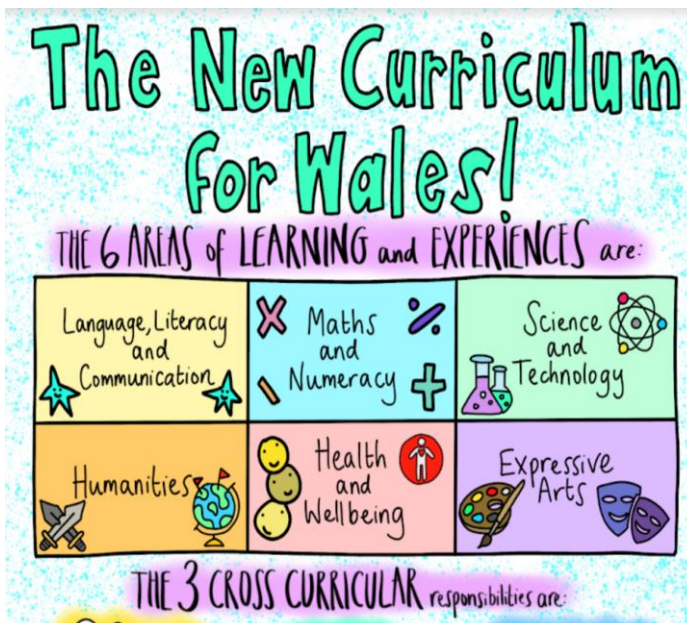 The New Curriculum
for Wales!
THE 6 AREAS of LEARNING and EXPERIENCES are:
Language, Literacy
and
Communication
Maths
and
Numeracy
Science
and
Technology
Humanities
Health
and
Wellbeing
Expressive
Arts
THE 3 CROSS CURRICULAR responsibilities are: